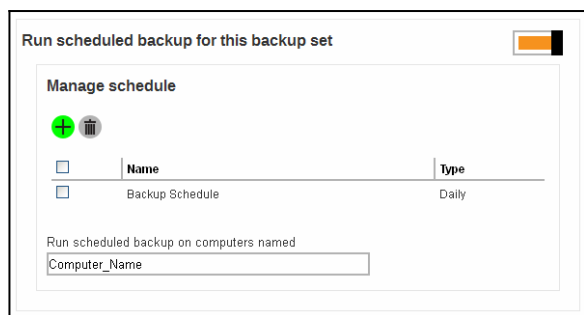 Run scheduled backup for this backup set
Manage schedule
Name Type
Backup Schedule Daily
Run scheduled backup on computers named
Computer_Name